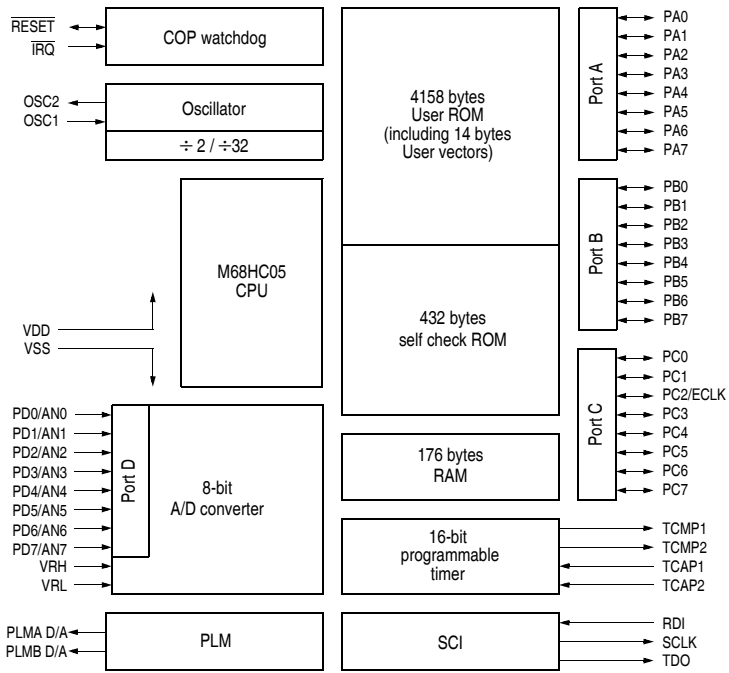 RESET
IRQ
COP watchdog
OSC2
OSC1
Oscillator
÷ 2 / ÷32
M68HC05
CPU
VDD
VSS
PD0/AN0
PD1/AN1
PD2/AN2
PD3/AN3
PD4/AN4
PD5/AN5
PD6/AN6
PD7/AN7
VRH
VRL
Port D
8-bit
A/D converter
PLMA D/A
PLMB D/A
PLM
4158 bytes
User ROM
(including 14 bytes
User vectors)
432 bytes
self check ROM
176 bytes
RAM
16-bit
programmable
timer
SCI
Port A
PA0
PA1
PA2
PA3
PA4
PA5
PA6
PA7
Port B
PB0
PB1
PB2
PB3
PB4
PB5
PB6
PB7
Port C
PC0
PC1
PC2/ECLK
PC3
PC4
PC5
PC6
PC7
TCMP1
TCMP2
TCAP1
TCAP2
RDI
SCLK
TDO